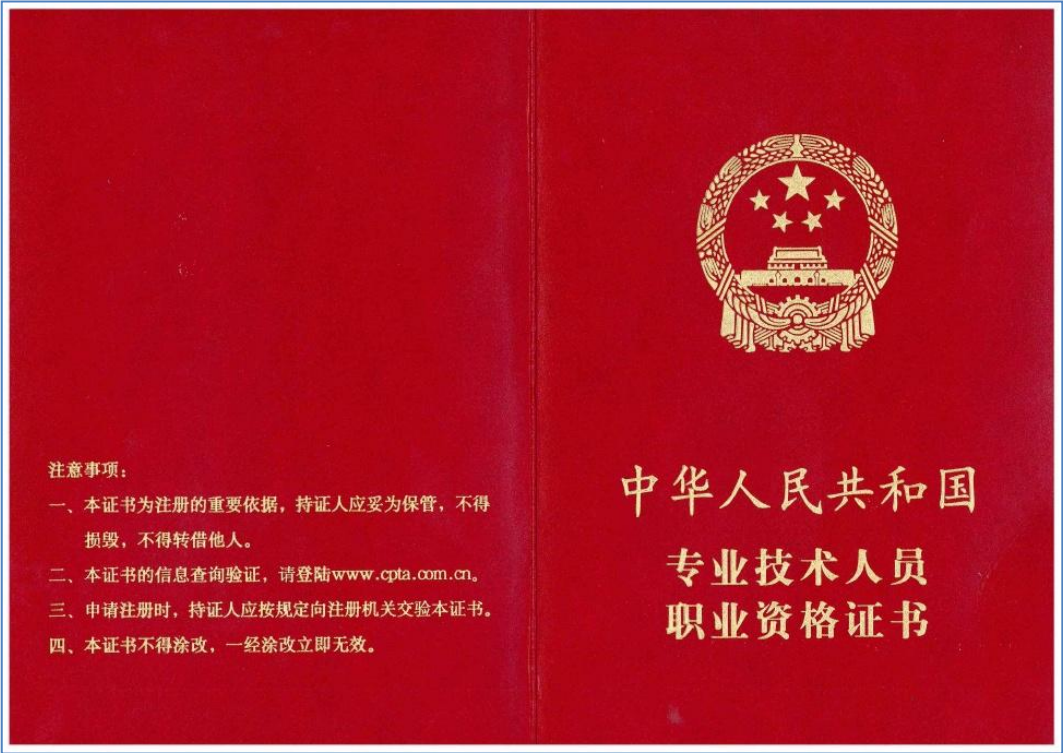 注意事项：
一、本证书为注册的重要依据，持证人应妥为保管，不得
损毁，不得转借他人。
二、本证书的信息查询验证，请登陆www.cpta.com.cn。
三、申请注册时，持证人应按规定向注册机关交验本证书。
四、本证书不得涂改，一经涂改立即无效。
中华人民共和国
专业技术人员
职业资格证书